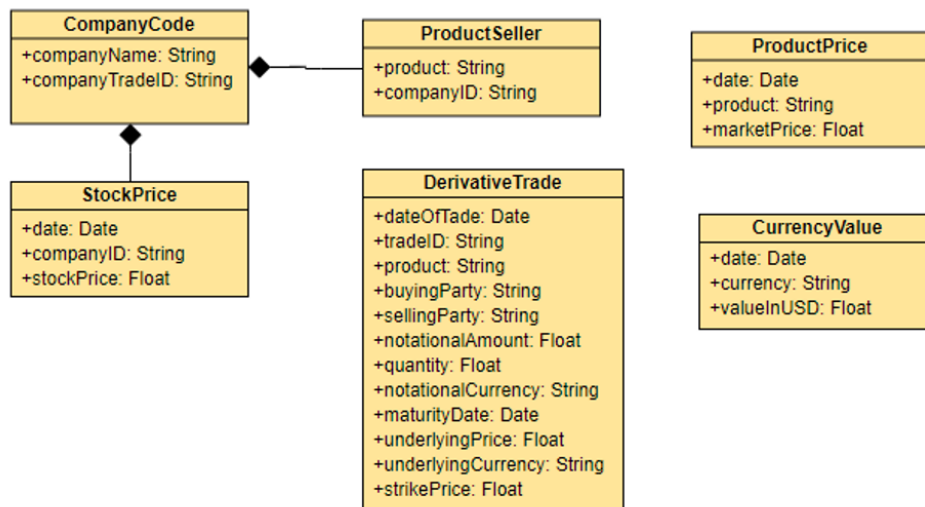 CompanyCode
+companyName: String
+companyTradeID: String
ProductSeller
+product: String
+companyID: String
ProductPrice
+date: Date
+product: String
+marketPrice: Float
StockPrice
+date: Date
+companyID: String
+stockPrice: Float
DerivativeTrade
+dateOfTade: Date
+tradeID: String
+product: String
+buyingParty: String
+sellingParty: String
+notationalAmount: Float
+quantity: Float
+notationalCurrency: String
+maturityDate: Date
+underlyingPrice: Float
+underlyingCurrency: String
+strikePrice: Float
CurrencyValue
+date: Date
+currency: String
+valueInUSD: Float